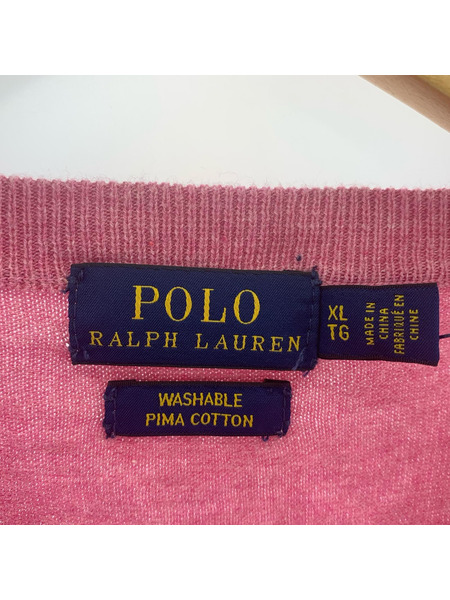 POLO
RALPH LAUREN
XL
TG
MADE IN
CHINA
FABRIQUÉ EN
CHINE
WASHABLE
PIMA COTTON